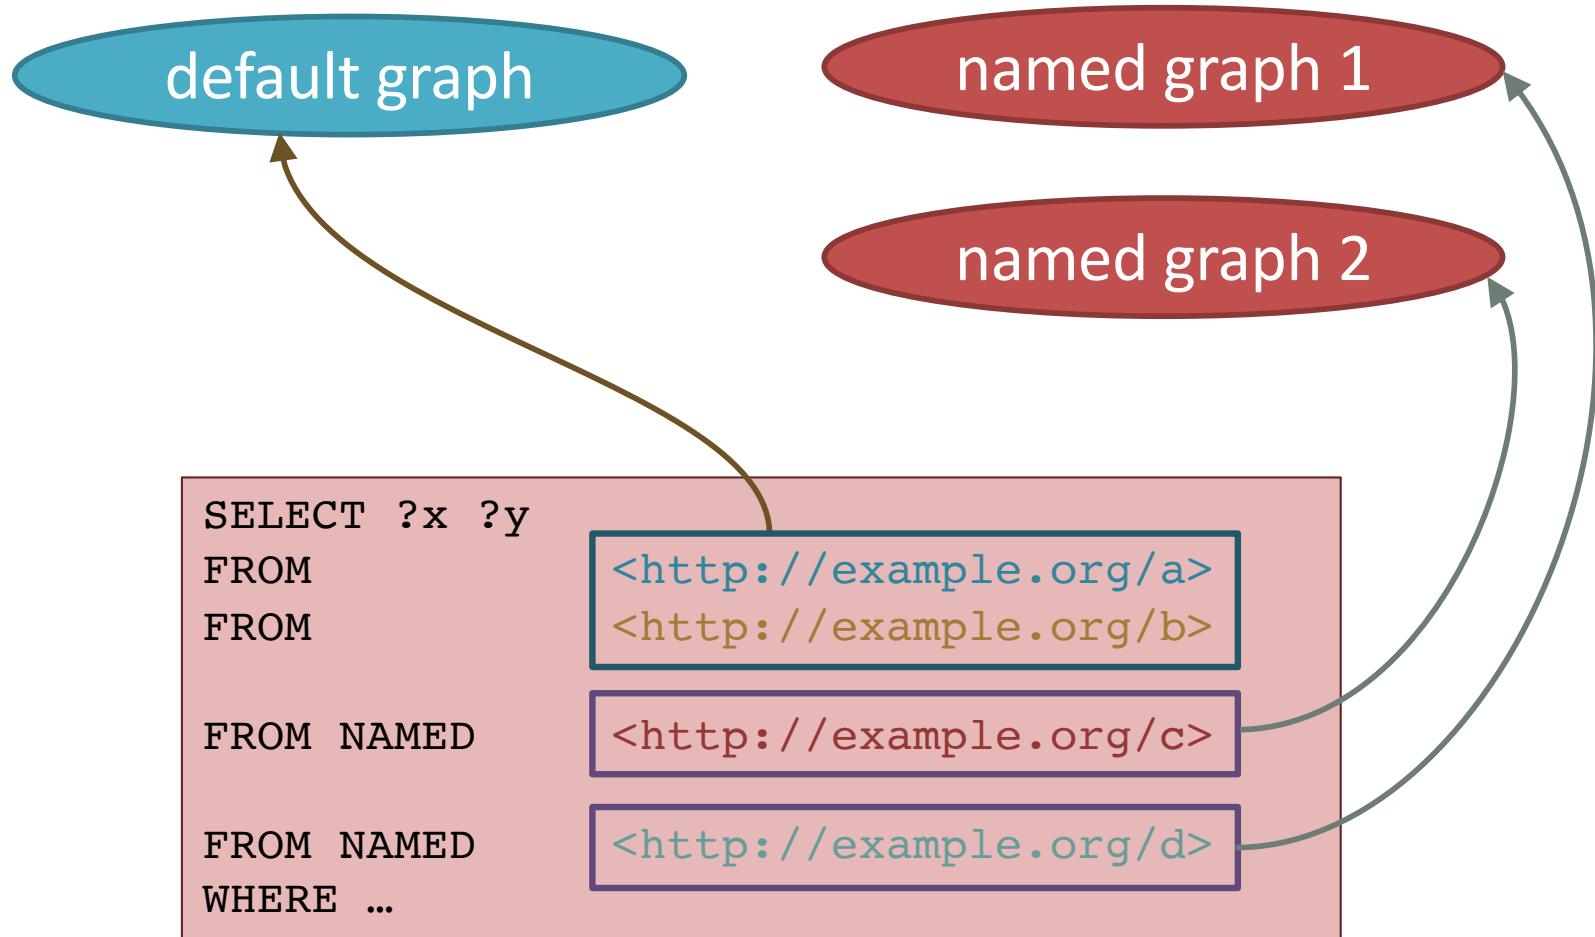 default graph
named graph 1
named graph 2
SELECT ?x ?y
FROM <http://example.org/a>
FROM <http://example.org/b>
FROM NAMED <http://example.org/c>
FROM NAMED <http://example.org/d>
WHERE …